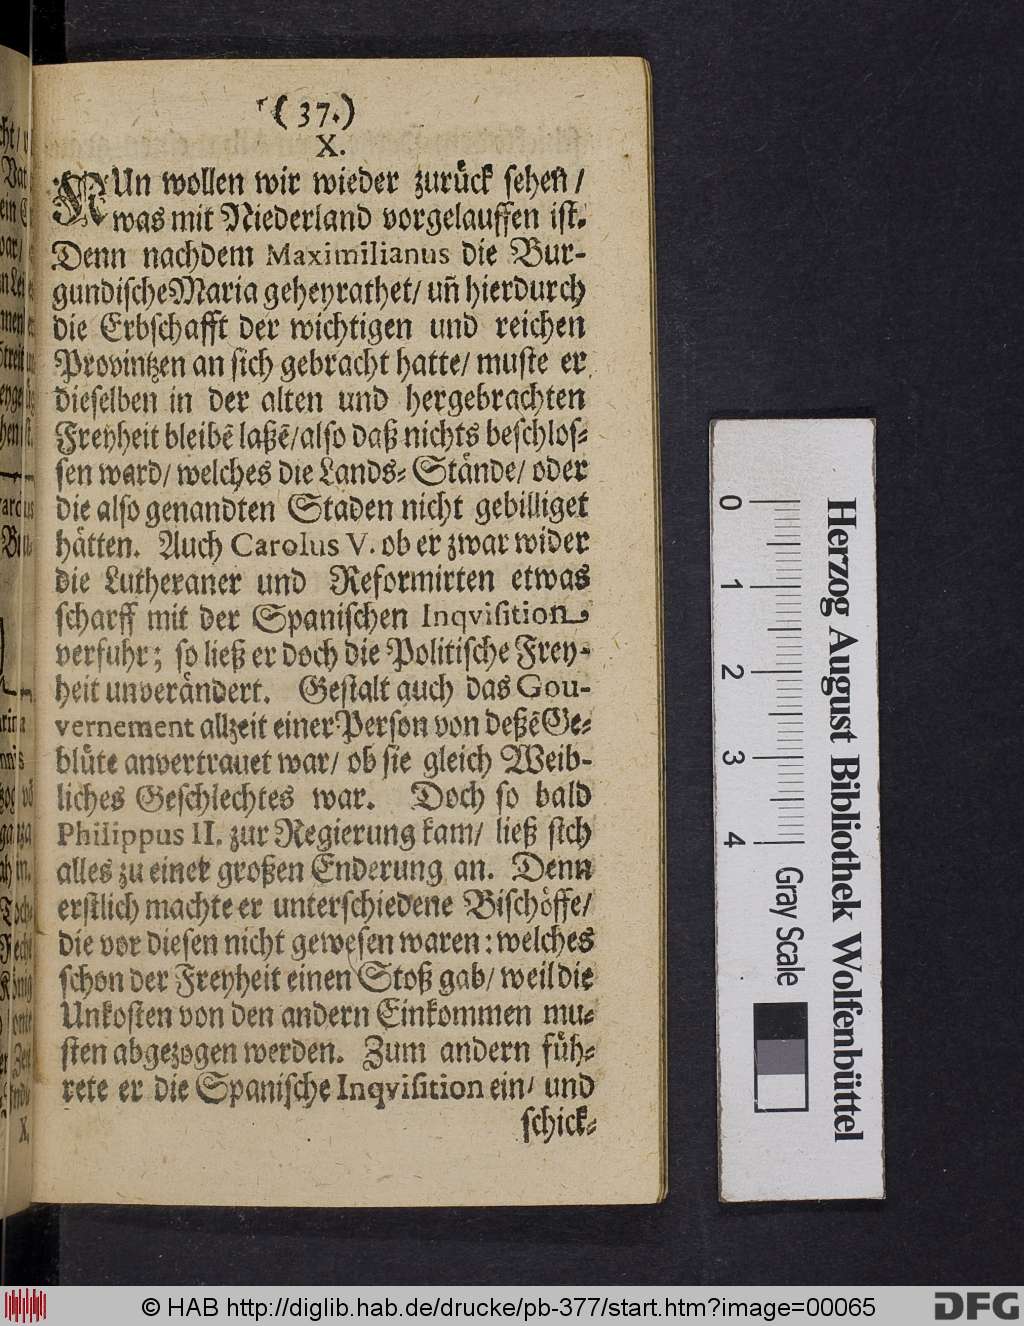 (37.)
X.
NUn wollen wir wieder zurück sehen /
was mit Niederland vorgelauffen ist.
Denn nachdem Maximilianus die Bur-
gundische Maria geheyrathet / uñ hierdurch
die Erbschafft der wichtigen und reichen
Provintzen an sich gebracht hatte / muste er
dieselben in der alten und hergebrachten
Freyheit bleibẽ laßẽ / also daß nichts beschlos-
sen ward / welches die Lands- Stände / oder
die also genandten Staden nicht gebilliget
hätten. Auch Carolus V. ob er zwar wider
die Lutheraner und Reformirten etwas
scharff mit der Spanischen Inqvisition
verfuhr; so ließ er doch die Politische Frey-
heit unverändert. Gestalt auch das Gou-
vernement allzeit einer Person von deßẽ Ge-
blüte anvertrauet war / ob sie gleich Weib-
liches Geschlechtes war. Doch so bald
Philippus II. zur Regierung kam / ließ sich
alles zu einer großen Enderung an. Denn
erstlich machte er unterschiedene Bischöffe /
die vor diesen nicht gewesen waren: welches
schon der Freyheit einen Stoß gab / weil die
Unkosten von den andern Einkommen mu-
sten abgezogen werden. Zum andern füh-
rete er die Spanische Inqvisition ein / und
schick-
0 1 2 3 4
Gray Scale
Herzog August Bibliothek Wolfenbüttel
© HAB http://diglib.hab.de/drucke/pb-377/start.htm?image=00065
DFG